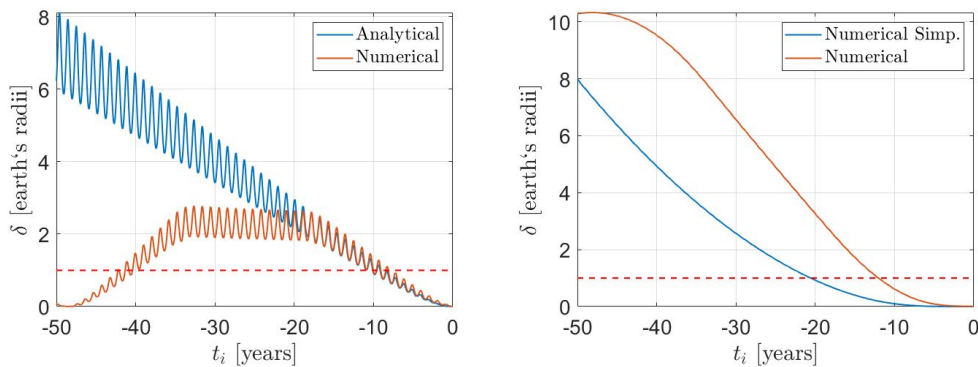 8
6
4
2
0
δ [earth‘s radii]
Analytical
Numerical
-50 -40 -30 -20 -10 0
t_i [years]
10
8
6
4
2
0
δ [earth‘s radii]
Numerical Simp.
Numerical
-50 -40 -30 -20 -10 0
t_i [years]